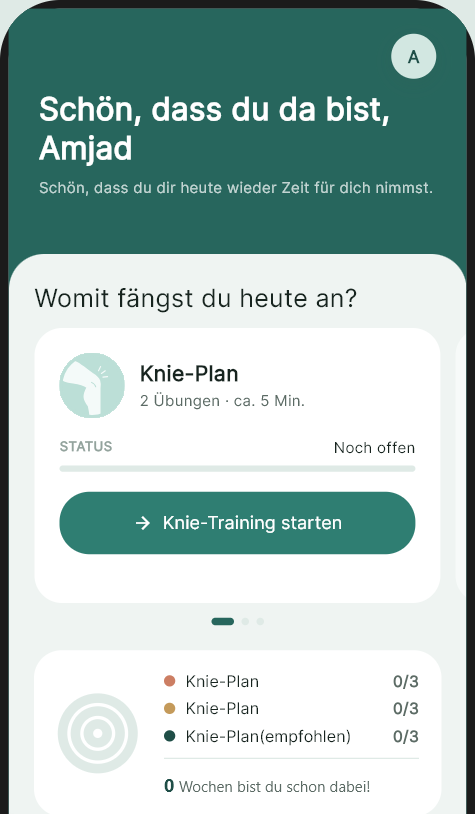 A
Schön, dass du da bist,
Amjad
Schön, dass du dir heute wieder Zeit für dich nimmst.
Womit fängst du heute an?
Knie-Plan
2 Übungen · ca. 5 Min.
STATUS Noch offen
→ Knie-Training starten
Knie-Plan 0/3
Knie-Plan 0/3
Knie-Plan(empfohlen) 0/3
0 Wochen bist du schon dabei!